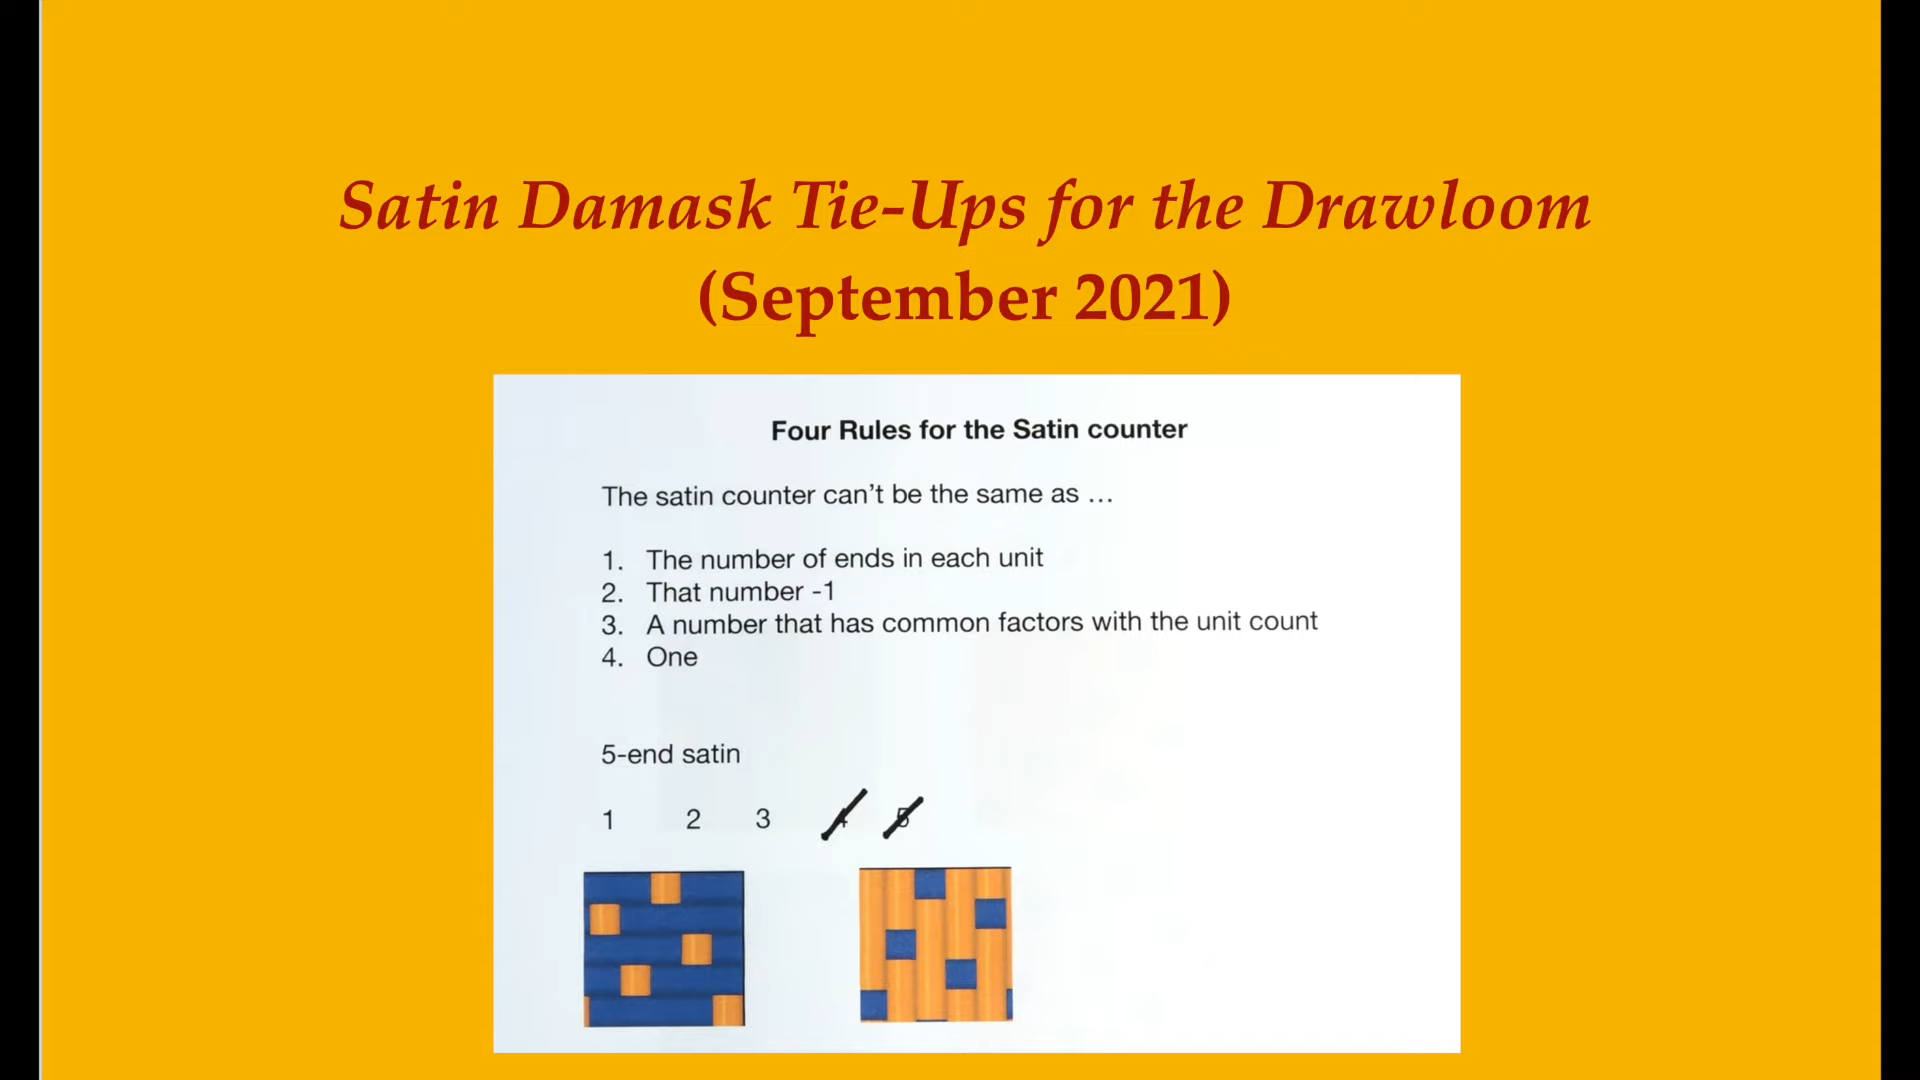 Satin Damask Tie-Ups for the Drawloom
(September 2021)
Four Rules for the Satin counter
The satin counter can't be the same as …
1. The number of ends in each unit
2. That number -1
3. A number that has common factors with the unit count
4. One
5-end satin
1 2 3 4 5